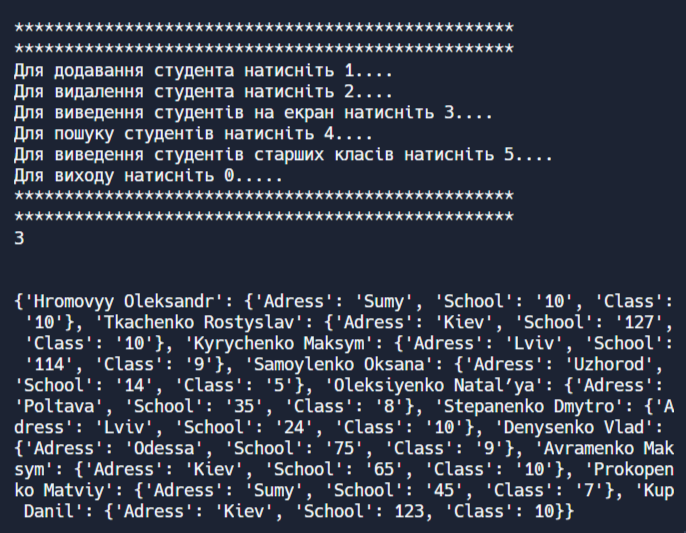 **************************************************
**************************************************
Для додавання студента натисніть 1....
Для видалення студента натисніть 2....
Для виведення студентів на екран натисніть 3....
Для пошуку студентів натисніть 4....
Для виведення студентів старших класів натисніть 5....
Для виходу натисніть 0.....
**************************************************
**************************************************
3
{'Hromovyy Oleksandr': {'Adress': 'Sumy', 'School': '10', 'Class':
'10'}, 'Tkachenko Rostyslav': {'Adress': 'Kiev', 'School': '127',
'Class': '10'}, 'Kyrychenko Maksym': {'Adress': 'Lviv', 'School':
'114', 'Class': '9'}, 'Samoylenko Oksana': {'Adress': 'Uzhorod',
'School': '14', 'Class': '5'}, 'Oleksiyenko Natalʹya': {'Adress':
'Poltava', 'School': '35', 'Class': '8'}, 'Stepanenko Dmytro': {'A
dress': 'Lviv', 'School': '24', 'Class': '10'}, 'Denysenko Vlad':
{'Adress': 'Odessa', 'School': '75', 'Class': '9'}, 'Avramenko Mak
sym': {'Adress': 'Kiev', 'School': '65', 'Class': '10'}, 'Prokopen
ko Matviy': {'Adress': 'Sumy', 'School': '45', 'Class': '7'}, 'Kup
Danil': {'Adress': 'Kiev', 'School': 123, 'Class': 10}}